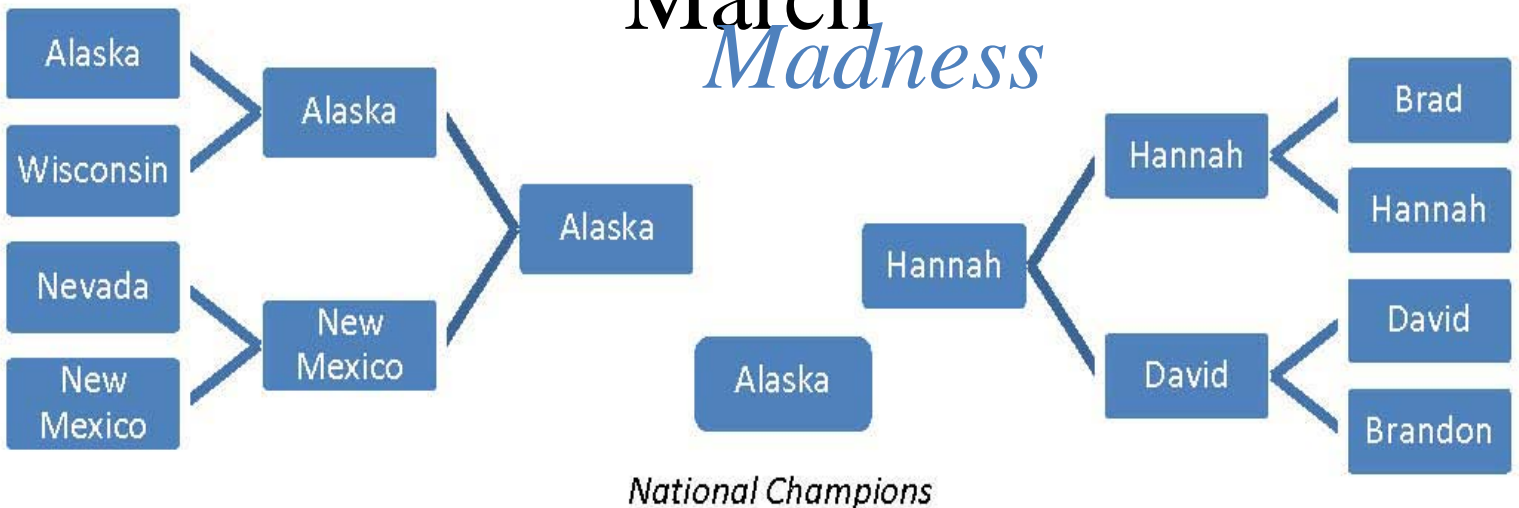 March
Madness
Alaska
Wisconsin
Nevada
New
Mexico
Alaska
New
Mexico
Alaska
Alaska
National Champions
Hannah
Hannah
David
Brad
Hannah
David
Brandon